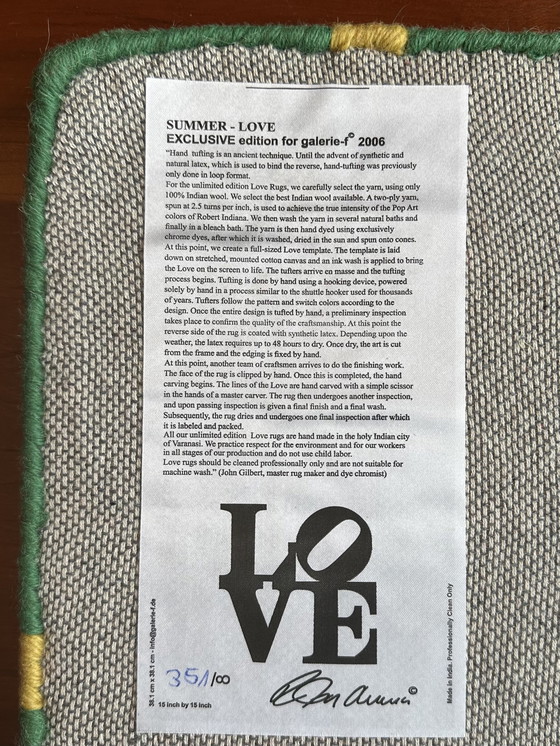 SUMMER - LOVE
EXCLUSIVE edition for galerie-f© 2006
"Hand tufting is an ancient technique. Until the advent of synthetic and
natural latex, which is used to bind the reverse, hand-tufting was previously
only done in loop format.
For the unlimited edition Love Rugs, we carefully select the yarn, using only
100% Indian wool. We select the best Indian wool available. A two-ply yarn,
spun at 2.5 turns per inch, is used to achieve the true intensity of the Pop Art
colors of Robert Indiana. We then wash the yarn in several natural baths and
finally in a bleach bath. The yarn is then hand dyed using exclusively
chrome dyes, after which it is washed, dried in the sun and spun onto cones.
At this point, we create a full-sized Love template. The template is laid
down on stretched, mounted cotton canvas and an ink wash is applied to bring
the Love on the screen to life. The tufters arrive en masse and the tufting
process begins. Tufting is done by hand using a hooking device, powered
solely by hand in a process similar to the shuttle hooker used for thousands
of years. Tufters follow the pattern and switch colors according to the
design. Once the entire design is tufted by hand, a preliminary inspection
takes place to confirm the quality of the craftsmanship. At this point the
reverse side of the rug is coated with synthetic latex. Depending upon the
weather, the latex requires up to 48 hours to dry. Once dry, the art is cut
from the frame and the edging is fixed by hand.
At this point, another team of craftsmen arrives to do the finishing work.
The face of the rug is clipped by hand. Once this is completed, the hand
carving begins. The lines of the Love are hand carved with a simple scissor
in the hands of a master carver. The rug then undergoes another inspection,
and upon passing inspection is given a final finish and a final wash.
Subsequently, the rug dries and undergoes one final inspection after which
it is labeled and packed.
All our unlimited edition Love rugs are hand made in the holy Indian city
of Varanasi. We practice respect for the environment and for our workers
in all stages of our production and do not use child labor.
Love rugs should be cleaned professionally only and are not suitable for
machine wash." (John Gilbert, master rug maker and dye chromist)
LO
VE
38.1 cm x 38.1 cm - info@galerie-f.de
Made in India. Professionally Clean Only
351/∞
©
15 inch by 15 inch